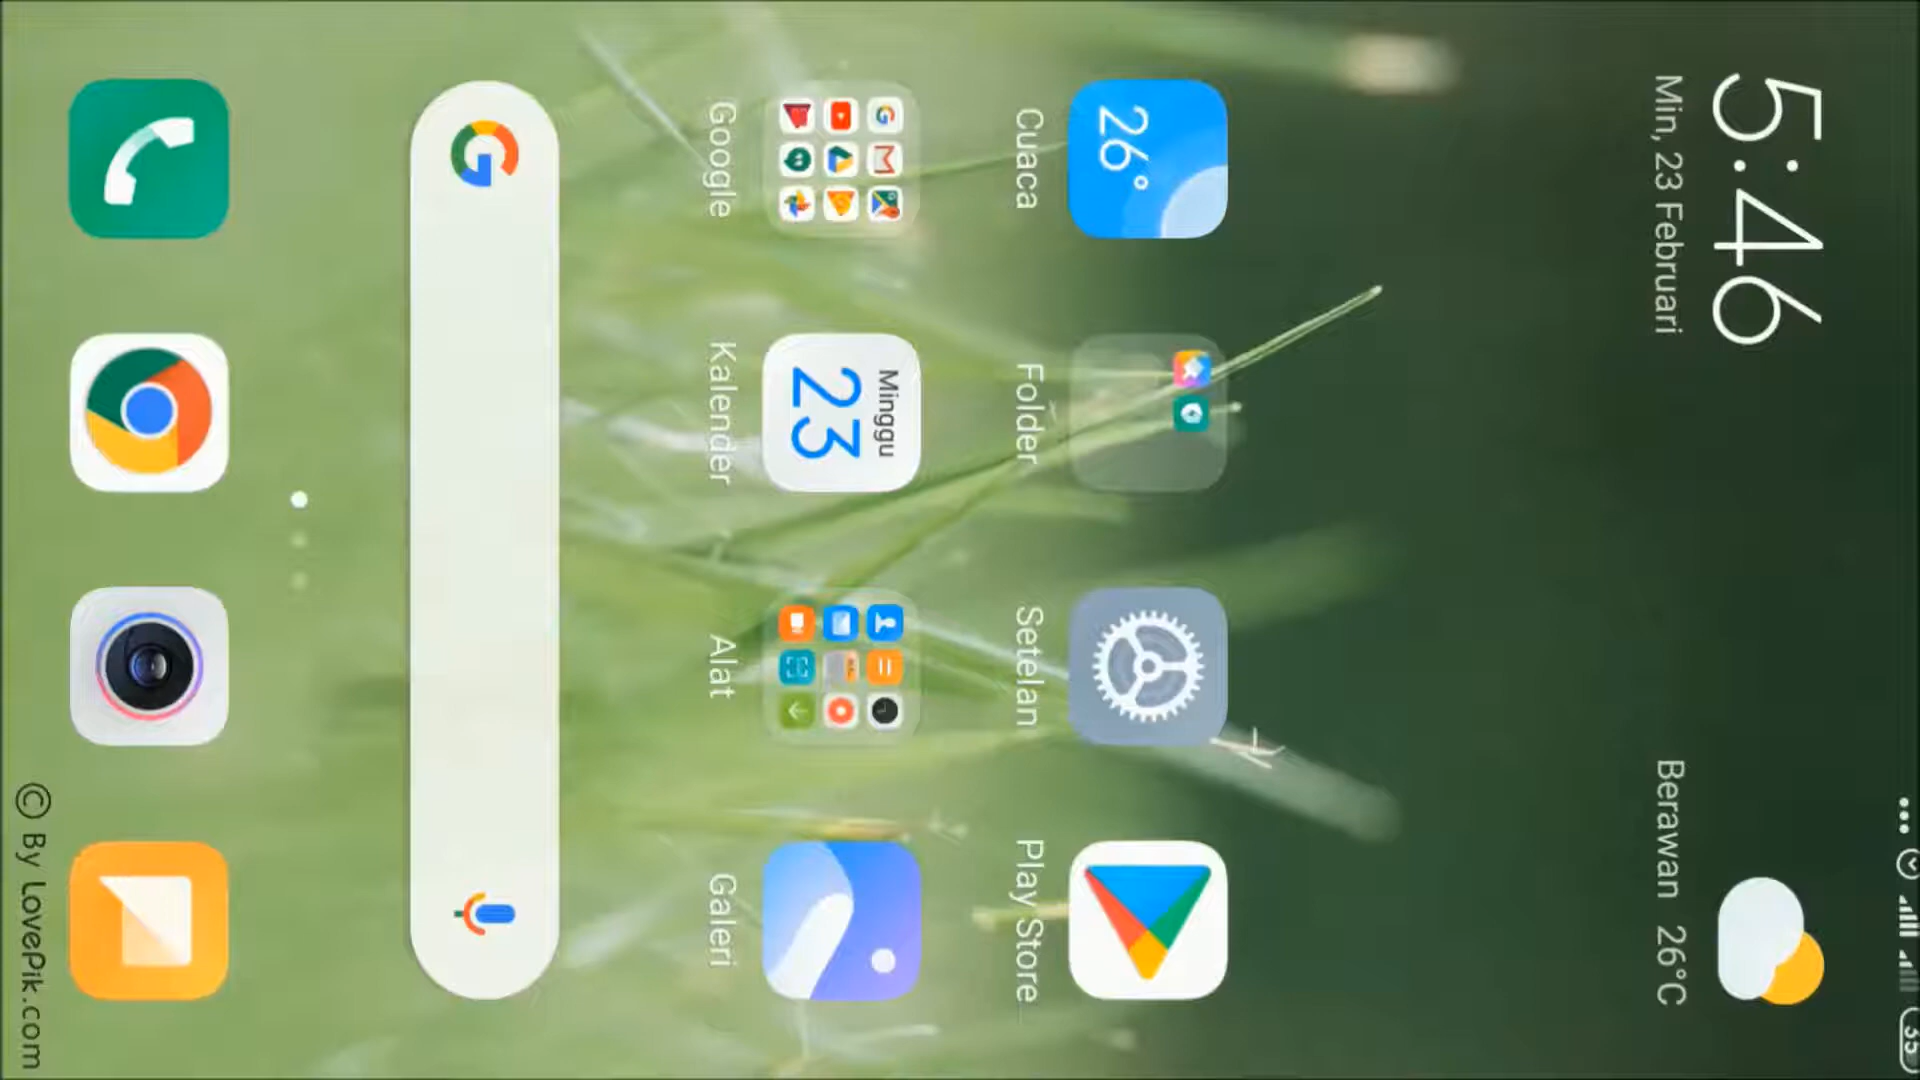 35
5:46
Min, 23 Februari
Berawan 26°C
26°
Cuaca
Folder
Setelan
Play Store
Minggu
23
Google
Kalender
Alat
Galeri
© By LovePik.com